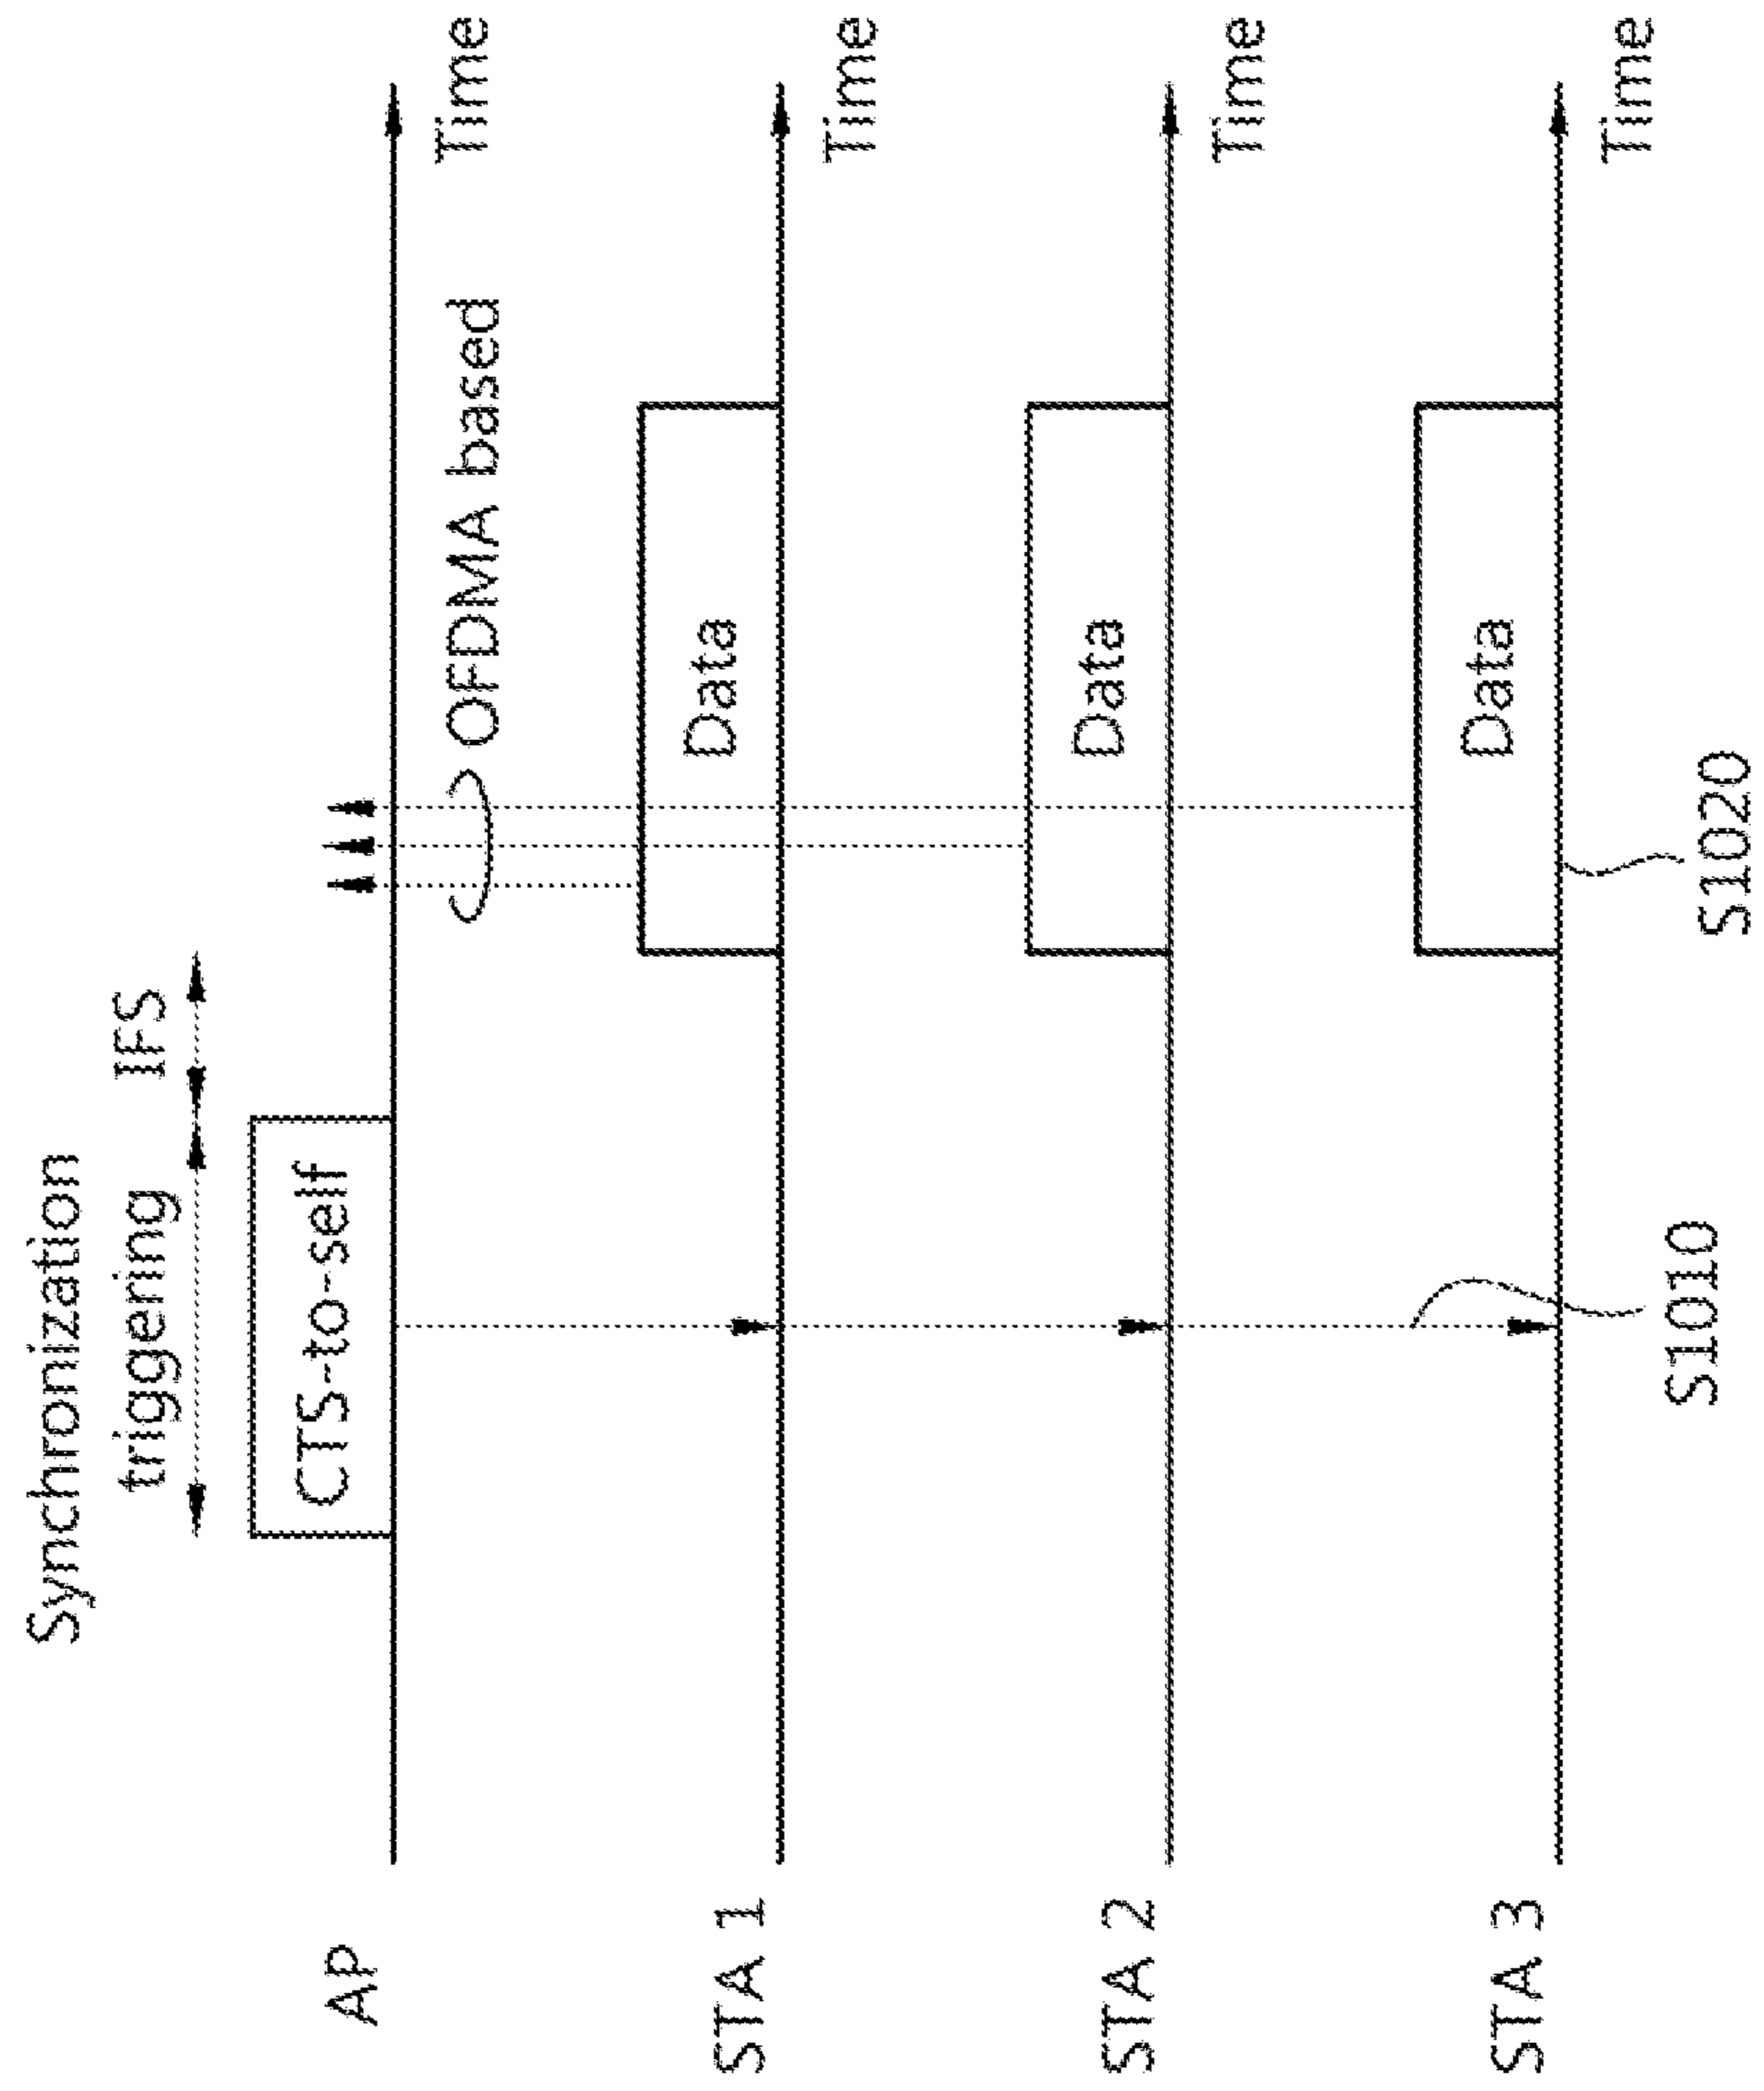 Synchronization
triggering
IFS
CTS-to-self
AP
Time
OFDMA based
Data
STA 1
Time
Data
STA 2
Time
Data
STA 3
Time
S1010
S1020